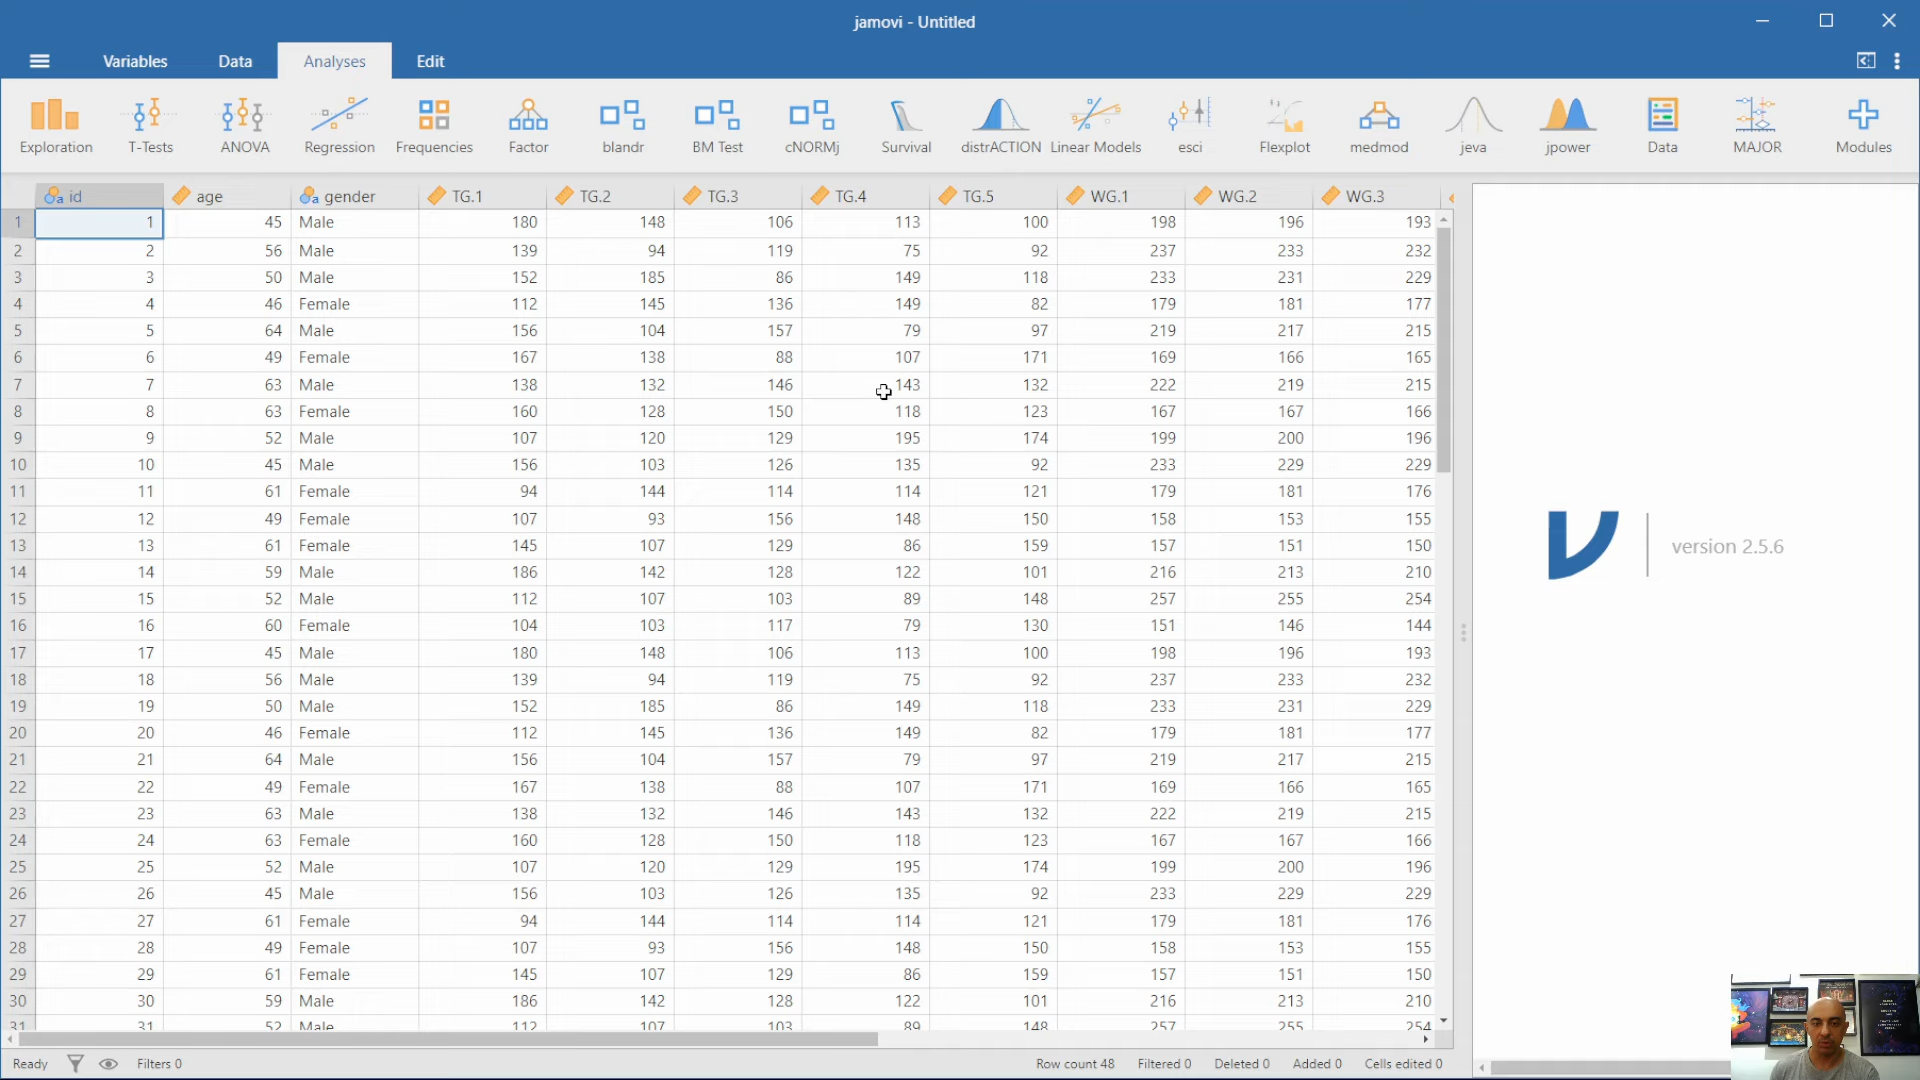 jamovi - Untitled
Variables Data Analyses Edit
Exploration T-Tests ANOVA Regression Frequencies Factor blandr BM Test cNORMj Survival distrACTION Linear Models esci Flexplot medmod jeva jpower Data MAJOR Modules
id age gender TG.1 TG.2 TG.3 TG.4 TG.5 WG.1 WG.2 WG.3
1 1 45 Male 180 148 106 113 100 198 196 193
2 2 56 Male 139 94 119 75 92 237 233 232
3 3 50 Male 152 185 86 149 118 233 231 229
4 4 46 Female 112 145 136 149 82 179 181 177
5 5 64 Male 156 104 157 79 97 219 217 215
6 6 49 Female 167 138 88 107 171 169 166 165
7 7 63 Male 138 132 146 143 132 222 219 215
8 8 63 Female 160 128 150 118 123 167 167 166
9 9 52 Male 107 120 129 195 174 199 200 196
10 10 45 Male 156 103 126 135 92 233 229 229
11 11 61 Female 94 144 114 114 121 179 181 176
12 12 49 Female 107 93 156 148 150 158 153 155
13 13 61 Female 145 107 129 86 159 157 151 150
14 14 59 Male 186 142 128 122 101 216 213 210
15 15 52 Male 112 107 103 89 148 257 255 254
16 16 60 Female 104 103 117 79 130 151 146 144
17 17 45 Male 180 148 106 113 100 198 196 193
18 18 56 Male 139 94 119 75 92 237 233 232
19 19 50 Male 152 185 86 149 118 233 231 229
20 20 46 Female 112 145 136 149 82 179 181 177
21 21 64 Male 156 104 157 79 97 219 217 215
22 22 49 Female 167 138 88 107 171 169 166 165
23 23 63 Male 138 132 146 143 132 222 219 215
24 24 63 Female 160 128 150 118 123 167 167 166
25 25 52 Male 107 120 129 195 174 199 200 196
26 26 45 Male 156 103 126 135 92 233 229 229
27 27 61 Female 94 144 114 114 121 179 181 176
28 28 49 Female 107 93 156 148 150 158 153 155
29 29 61 Female 145 107 129 86 159 157 151 150
30 30 59 Male 186 142 128 122 101 216 213 210
31 31 52 Male 112 107 103 89 148 257 255 254
version 2.5.6
Ready Filters 0 Row count 48 Filtered 0 Deleted 0 Added 0 Cells edited 0